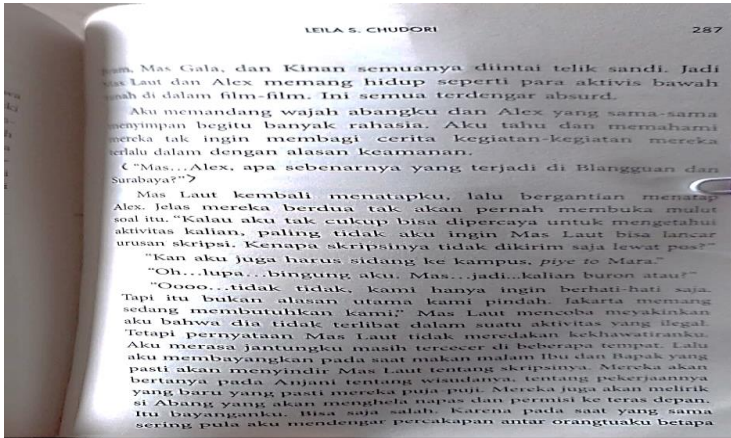 LEILA S. CHUDORI
287
Mas Gala, dan Kinan semuanya diintai telik sandi. Jadi
Mas Laut dan Alex memang hidup seperti para aktivis bawah
tanah di dalam film-film. Ini semua terdengar absurd.
Aku memandang wajah abangku dan Alex yang sama-sama
menyimpan begitu banyak rahasia. Aku tahu dan memahami
mereka tak ingin membagi cerita kegiatan-kegiatan mereka
terlalu dalam dengan alasan keamanan.
("Mas...Alex, apa sebenarnya yang terjadi di Blangguan dan
Surabaya?")
Mas Laut kembali menatapku, lalu bergantian menatap
Alex. Jelas mereka berdua tak akan pernah membuka mulut
soal itu. "Kalau aku tak cukup bisa dipercaya untuk mengetahui
aktivitas kalian, paling tidak aku ingin Mas Laut bisa lancar
urusan skripsi. Kenapa skripsinya tidak dikirim saja lewat pos?"
"Kan aku juga harus sidang ke kampus, piye to Mara."
"Oh...lupa...bingung aku. Mas...jadi...kalian buron atau?"
"Oooo...tidak tidak, kami hanya ingin berhati-hati saja.
Tapi itu bukan alasan utama kami pindah. Jakarta memang
sedang membutuhkan kami," Mas Laut mencoba meyakinkan
aku bahwa dia tidak terlibat dalam suatu aktivitas yang ilegal.
Tetapi pernyataan Mas Laut tidak meredakan kekhawatiranku.
Aku merasa jantungku masih tercecer di beberapa tempat. Lalu
aku membayangkan pada saat makan malam Ibu dan Bapak yang
pasti akan menyindir Mas Laut tentang skripsinya. Mereka akan
bertanya pada Anjani tentang wisudanya, tentang pekerjaannya
yang baru yang pasti mereka puja-puji. Mereka juga akan melirik
si Abang yang akan menghela napas dan permisi ke teras depan.
Itu bayanganku. Bisa saja salah. Karena pada saat yang sama
sering pula aku mendengar percakapan antar orangtuaku betapa